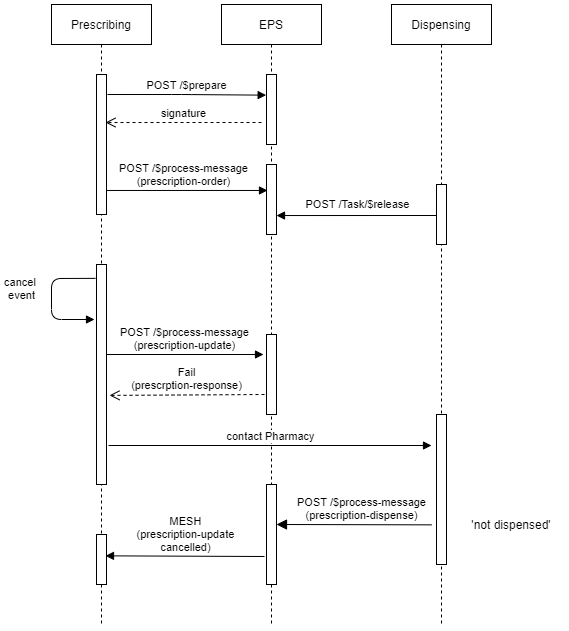 Prescribing
EPS
Dispensing
POST /$prepare
signature
POST /$process-message
(prescription-order)
POST /Task/$release
cancel
event
POST /$process-message
(prescription-update)
Fail
(prescrption-response)
contact Pharmacy
POST /$process-message
(prescription-dispense)
'not dispensed'
MESH
(prescription-update
cancelled)